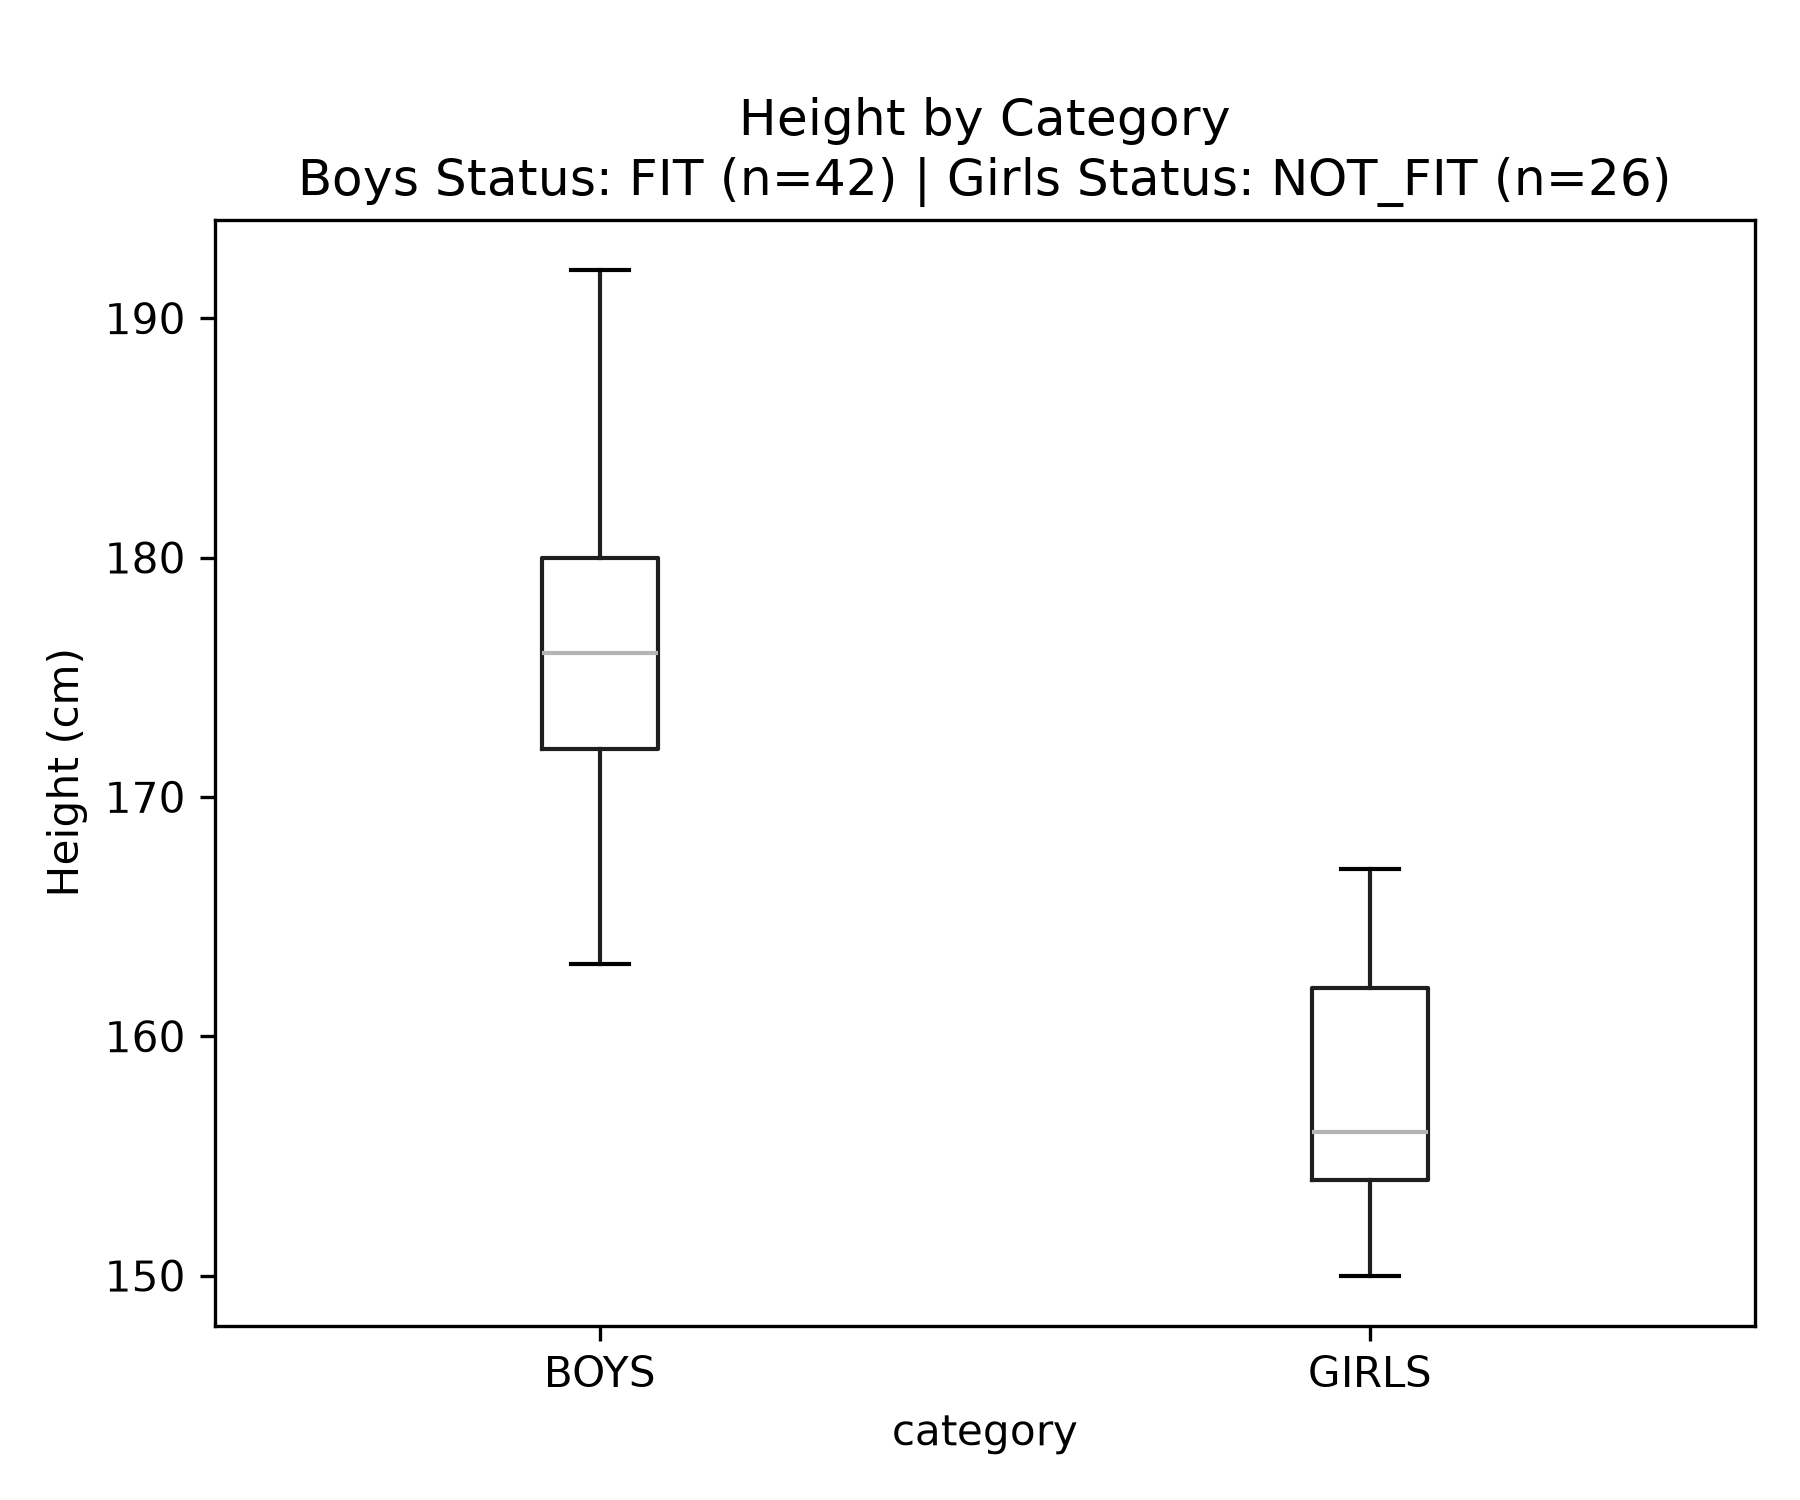 Height by Category
Boys Status: FIT (n=42) | Girls Status: NOT_FIT (n=26)
Height (cm)
190
180
170
160
150
BOYS
GIRLS
category